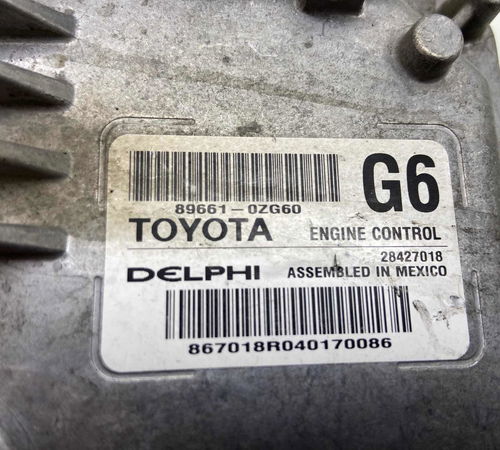 89661-0ZG60
G6
TOYOTA ENGINE CONTROL
28427018
DELPHI ASSEMBLED IN MEXICO
867018R040170086